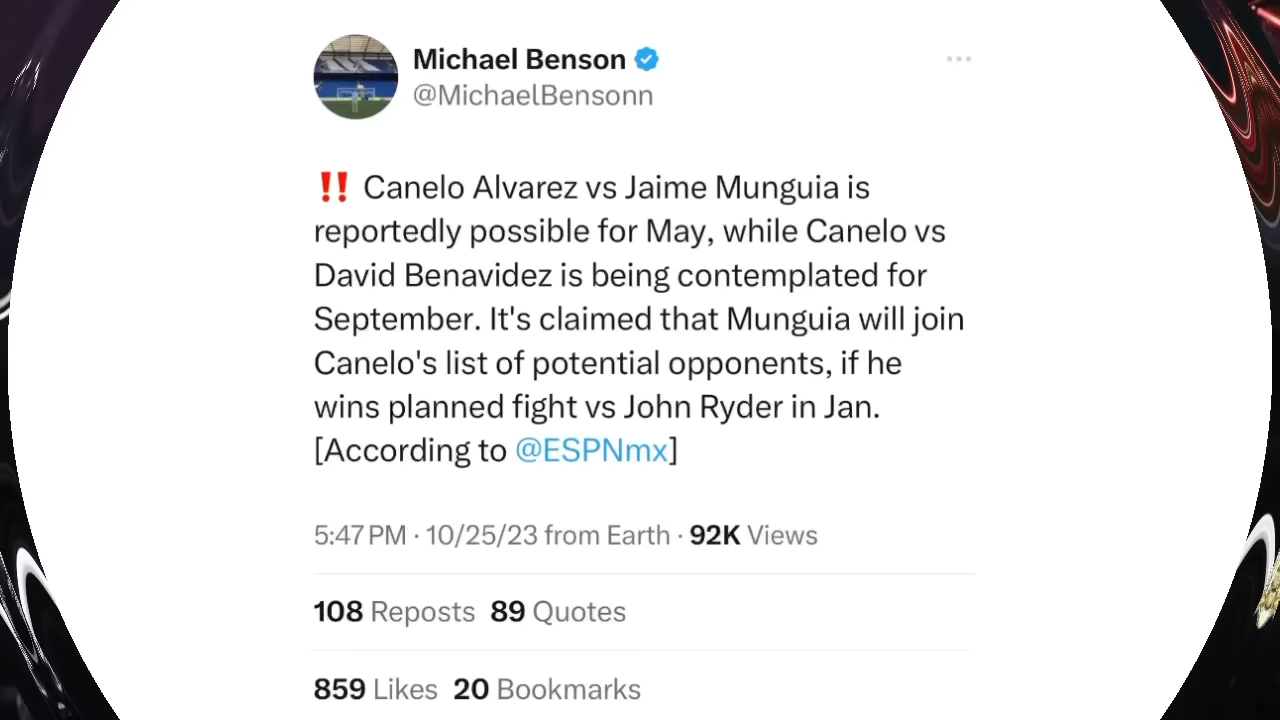 Michael Benson
@MichaelBensonn
‼️ Canelo Alvarez vs Jaime Munguia is
reportedly possible for May, while Canelo vs
David Benavidez is being contemplated for
September. It's claimed that Munguia will join
Canelo's list of potential opponents, if he
wins planned fight vs John Ryder in Jan.
[According to @ESPNmx]
5:47 PM · 10/25/23 from Earth · 92K Views
108 Reposts 89 Quotes
859 Likes 20 Bookmarks